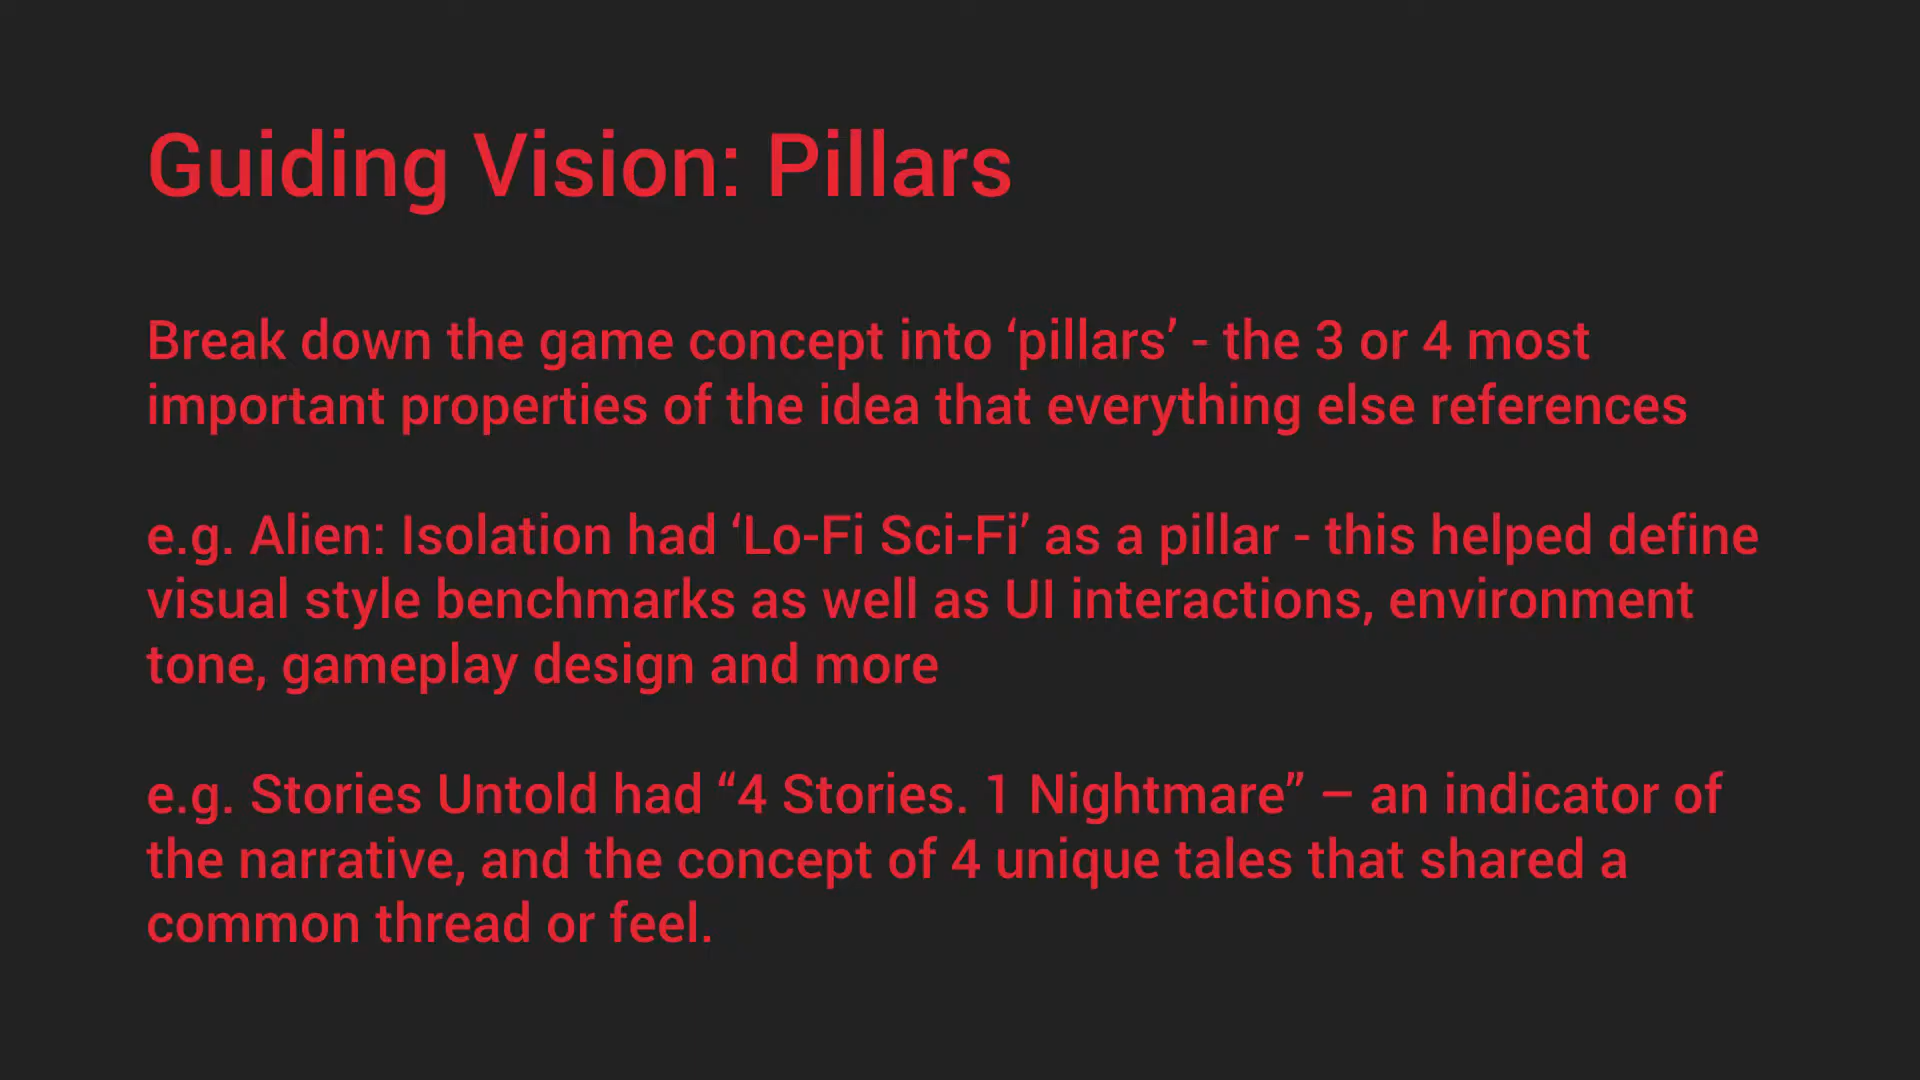 Guiding Vision: Pillars
Break down the game concept into ‘pillars’ - the 3 or 4 most
important properties of the idea that everything else references
e.g. Alien: Isolation had ‘Lo-Fi Sci-Fi’ as a pillar - this helped define
visual style benchmarks as well as UI interactions, environment
tone, gameplay design and more
e.g. Stories Untold had “4 Stories. 1 Nightmare” – an indicator of
the narrative, and the concept of 4 unique tales that shared a
common thread or feel.